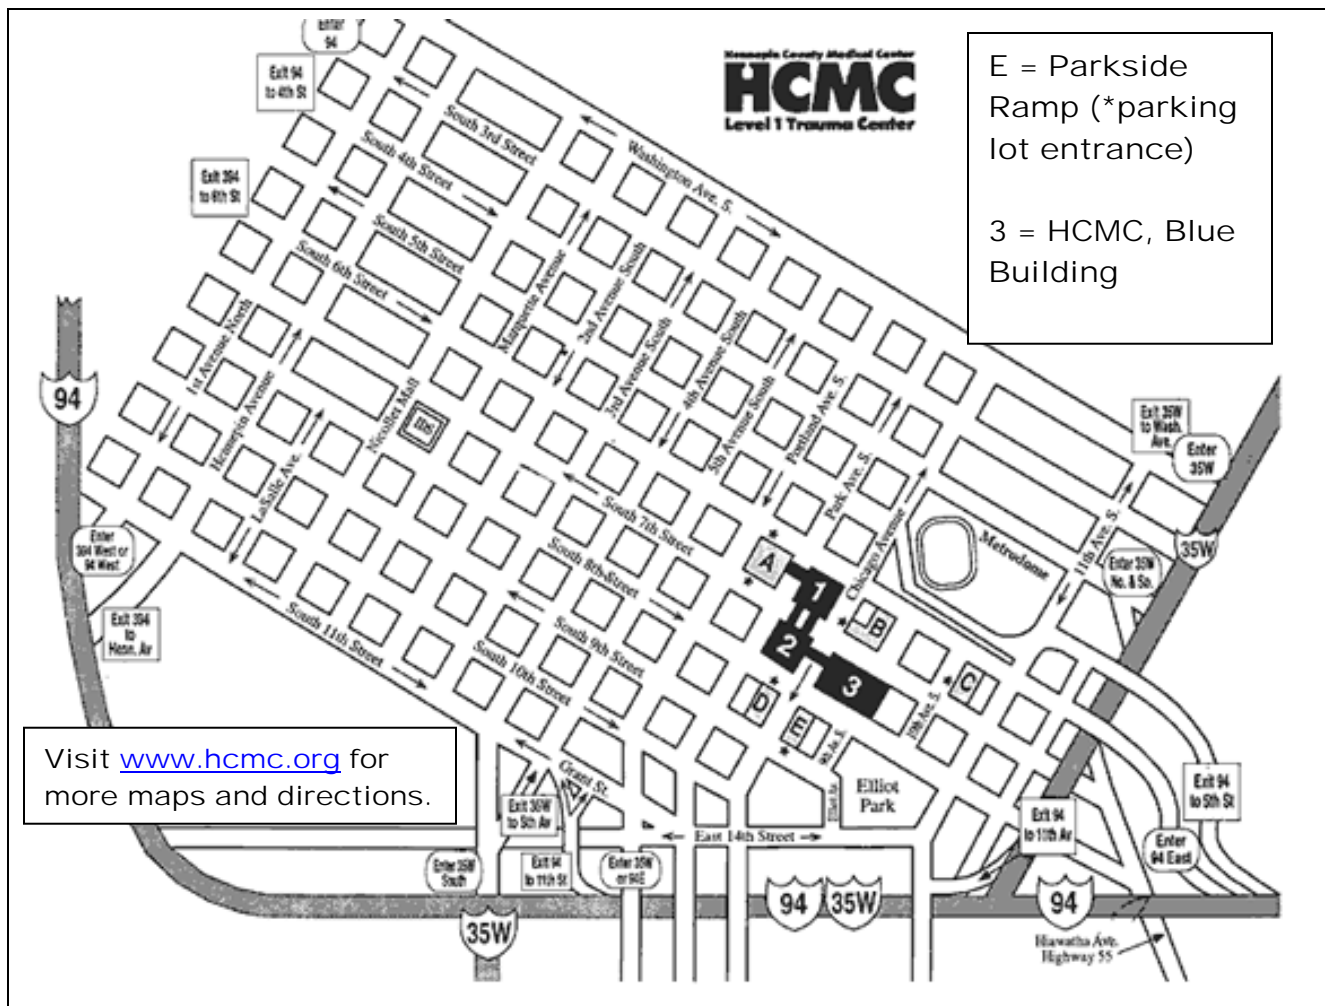 Enter
94
Exit 94
to 4th St
Exit 394
to 6th St
Hennepin County Medical Center
HCMC
Level 1 Trauma Center
E = Parkside
Ramp (*parking
lot entrance)
3 = HCMC, Blue
Building
South 3rd Street
South 4th Street
South 5th Street
South 6th Street
Washington Ave. S.
1st Avenue North
Hennepin Avenue
LaSalle Ave.
Nicollet Mall
IDS
Marquette Avenue
2nd Avenue South
3rd Avenue South
4th Avenue South
5th Avenue South
Portland Ave. S.
Park Ave. S.
Chicago Avenue
Metrodome
11th Ave. S.
Exit 35W
to Wash.
Ave.
Enter
35W
35W
Enter 35W
No. & So.
94
Enter
394 West or
94 West
Exit 394
to
Henn. Av
South 7th Street
South 8th Street
South 9th Street
South 10th Street
South 11th Street
* A *
1
2
3
* B
* C
D *
E *
10th Ave. S.
9th Av. S.
Elliot
Park
Grant St.
East 14th Street
Visit www.hcmc.org for
more maps and directions.
Exit 35W
to 5th Av
Enter 35W
South
Exit 94
to 11th St
Enter 35W
or 94E
35W
94
35W
94
Exit 94
to 11th Av
Enter
94 East
Exit 94
to 5th St
Hiawatha Ave.
Highway 55